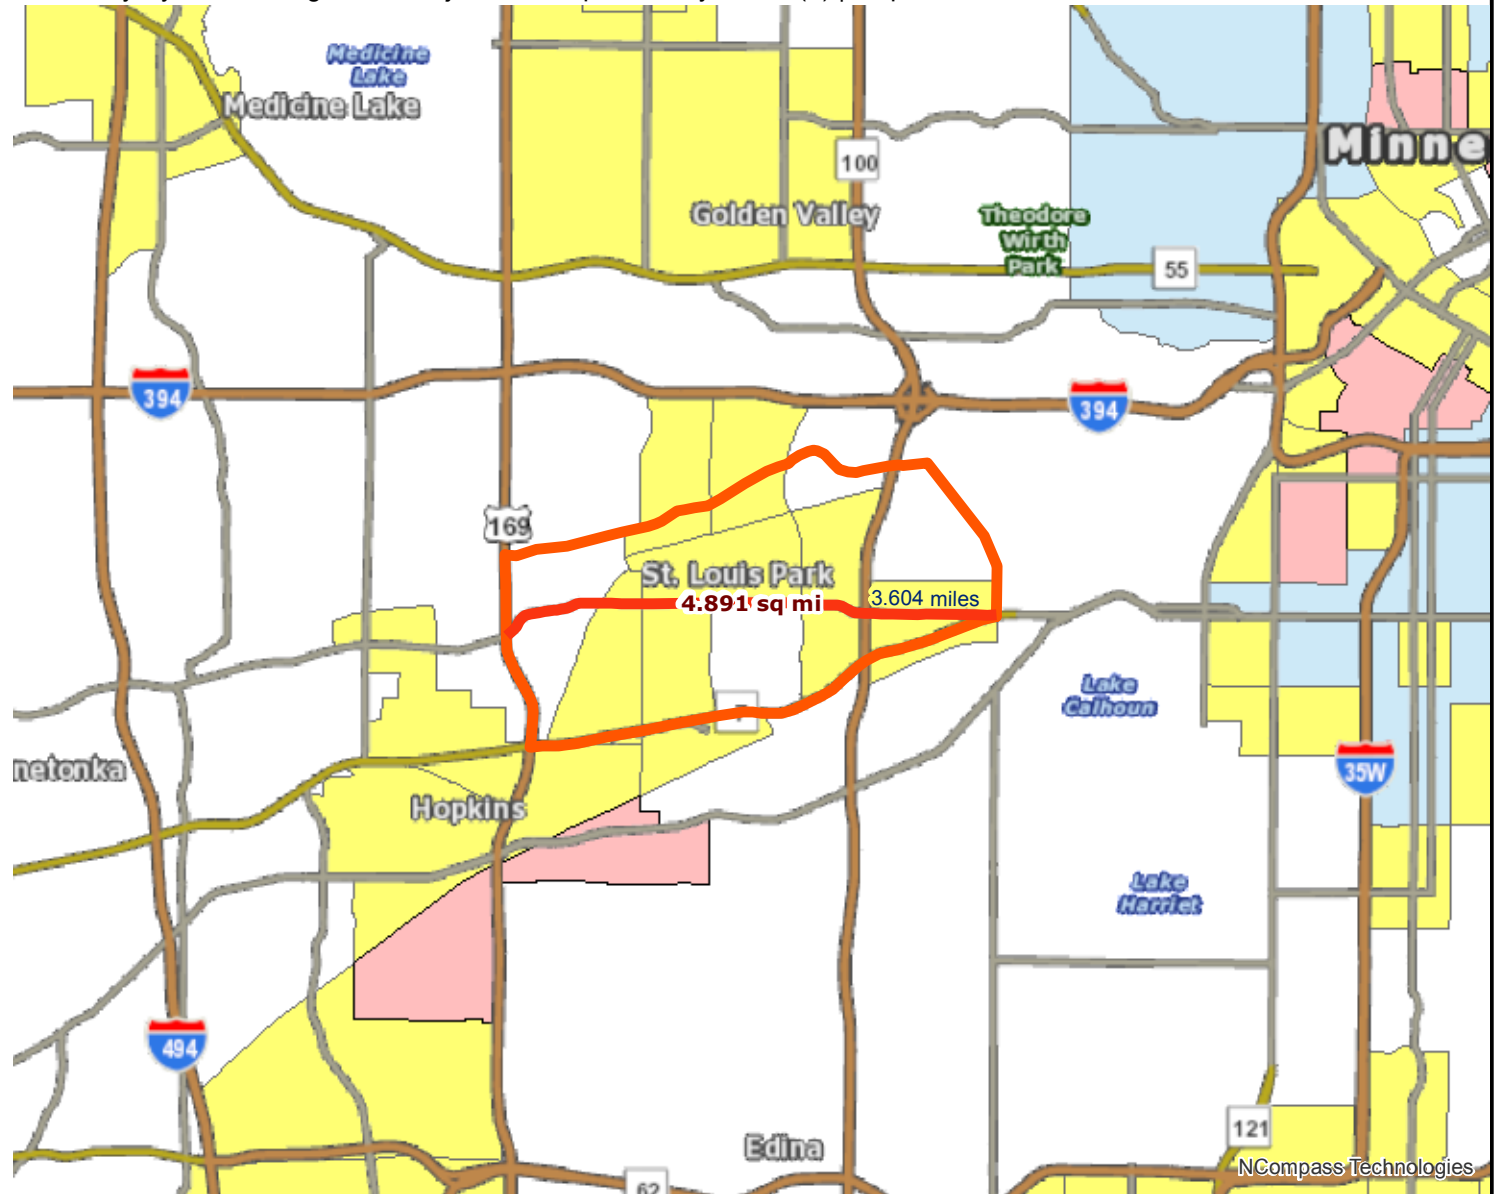 Medicine
Lake
Medicine Lake
Minne
100
Golden Valley
Theodore
Wirth
Park
55
394
394
169
St. Louis Park
4.891 sq mi
3.604 miles
Lake
Calhoun
netonka
35W
Hopkins
Lake
Harriet
494
121
Edina
NCompass Technologies
62